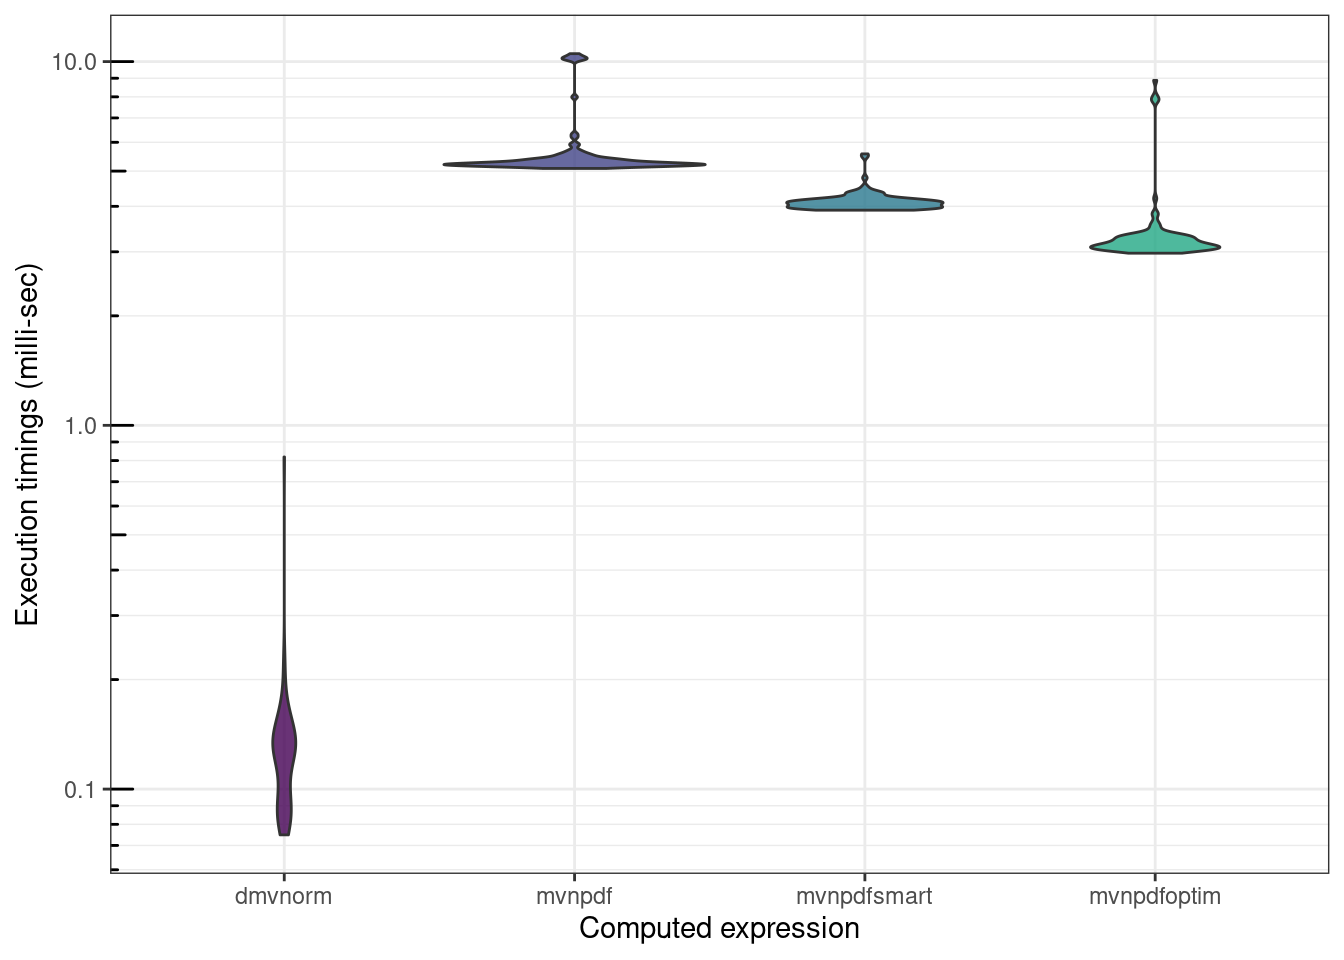 Execution timings (milli-sec)
10.0
1.0
0.1
dmvnorm
mvnpdf
mvnpdfsmart
mvnpdfoptim
Computed expression